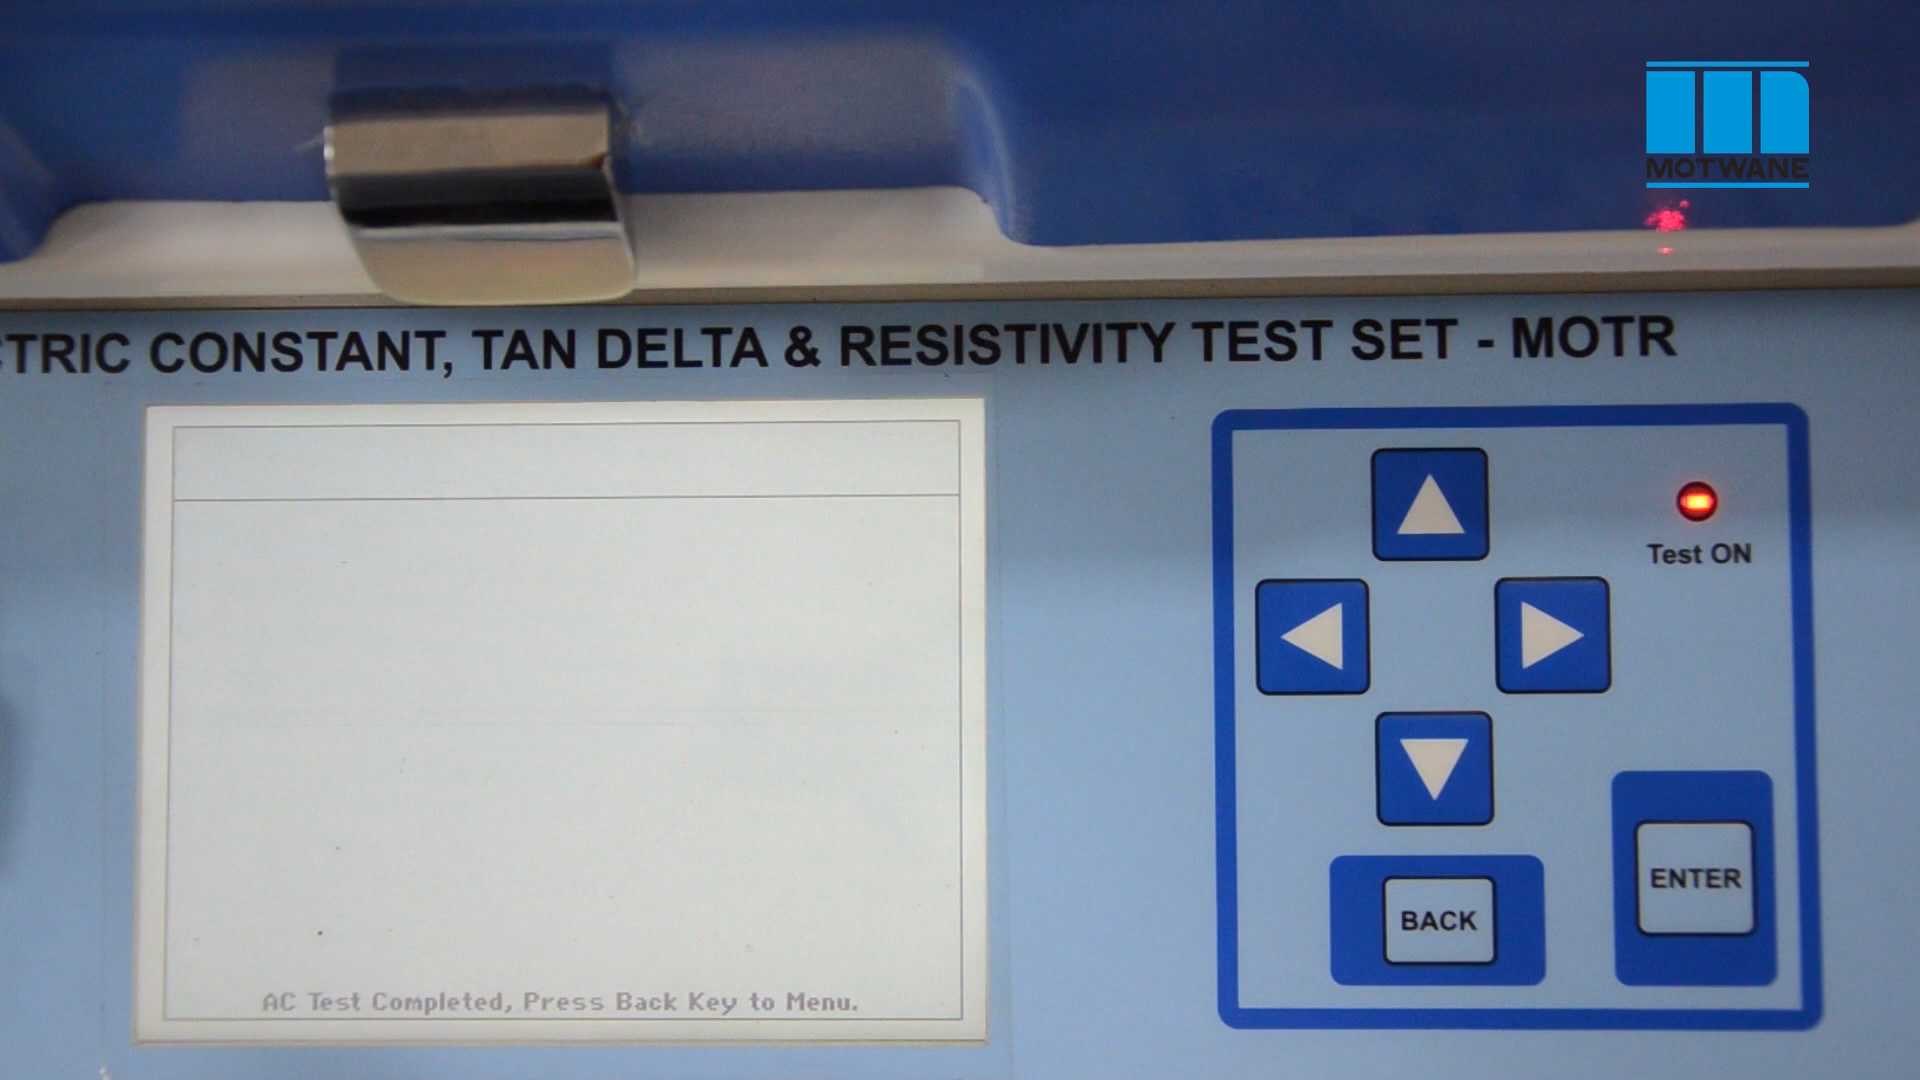 MOTWANE
CTRIC CONSTANT, TAN DELTA & RESISTIVITY TEST SET - MOTR
Test ON
ENTER
BACK
AC Test Completed, Press Back Key to Menu.